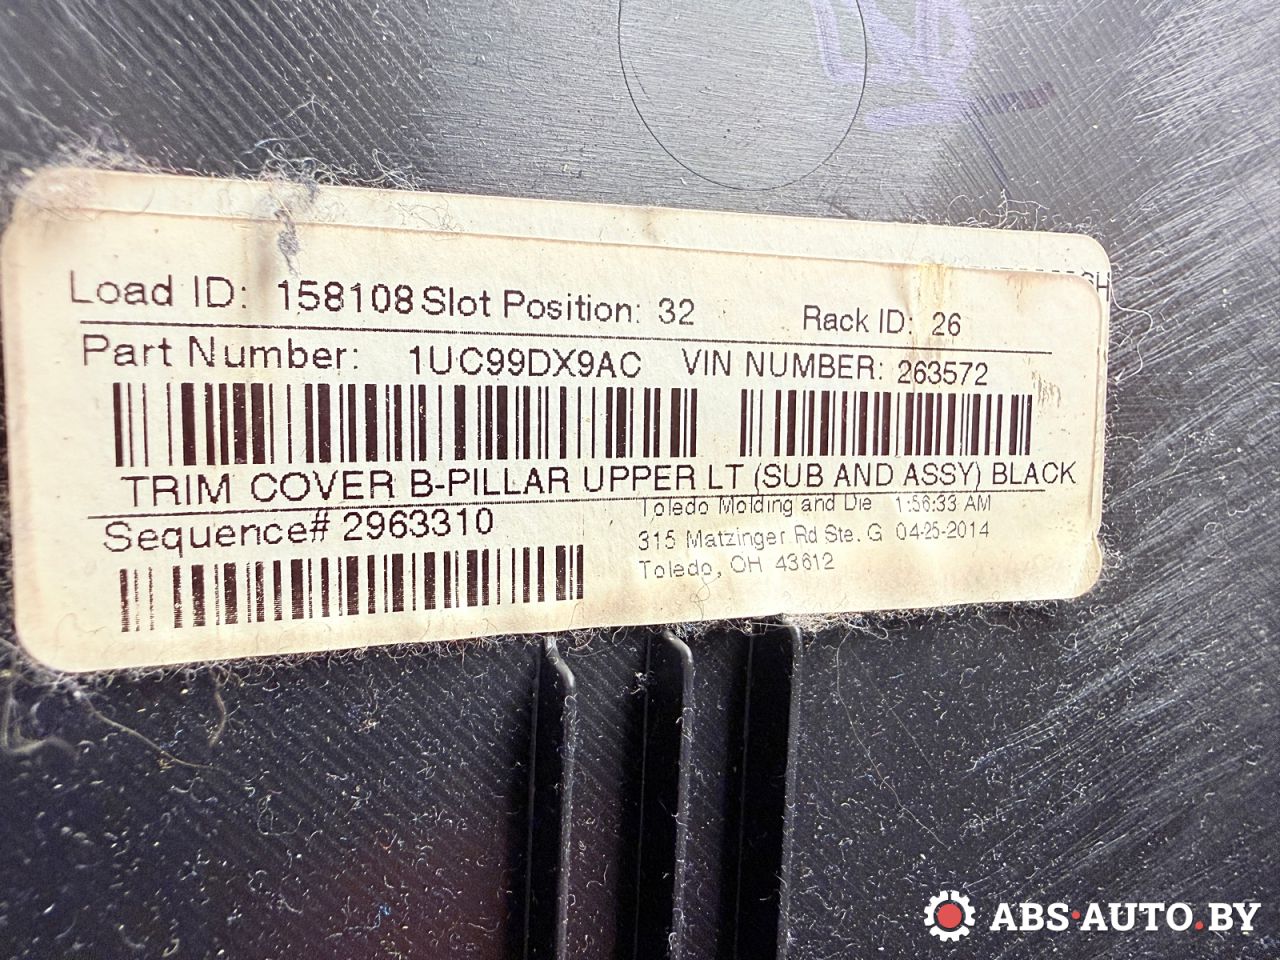 Load ID: 158108 Slot Position: 32 Rack ID: 26
Part Number: 1UC99DX9AC VIN NUMBER: 263572
TRIM COVER B-PILLAR UPPER LT (SUB AND ASSY) BLACK
Sequence# 2963310
Toledo Molding and Die 1:56:33 AM
315 Matzinger Rd Ste. G 04-25-2014
Toledo, OH 43612
ABS·AUTO.BY